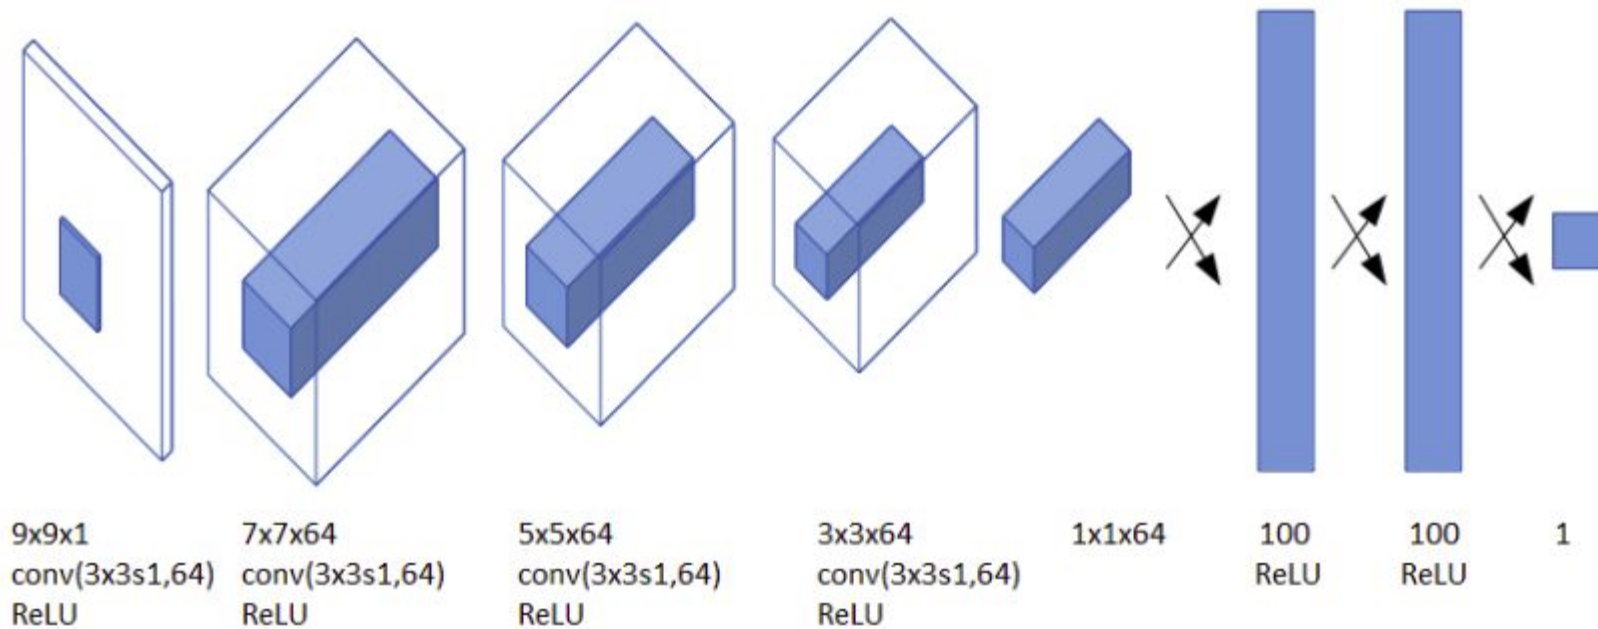 9x9x1
conv(3x3s1,64)
ReLU
7x7x64
conv(3x3s1,64)
ReLU
5x5x64
conv(3x3s1,64)
ReLU
3x3x64
conv(3x3s1,64)
ReLU
1x1x64
100
ReLU
100
ReLU
1